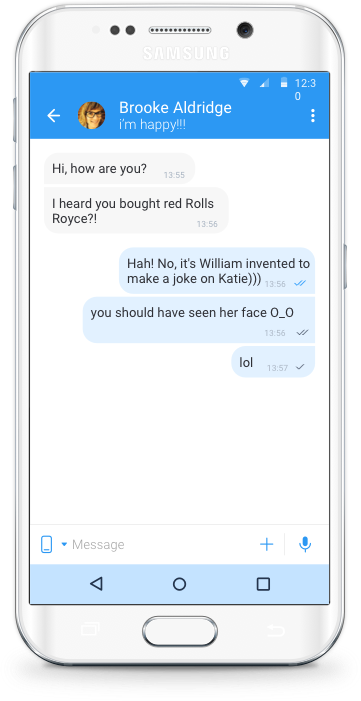 SAMSUNG
12:3
0
Brooke Aldridge
i'm happy!!!
Hi, how are you?
13:55
I heard you bought red Rolls
Royce?!
13:56
Hah! No, it's William invented to
make a joke on Katie))) 13:56
you should have seen her face O_O
13:56
lol 13:57
Message